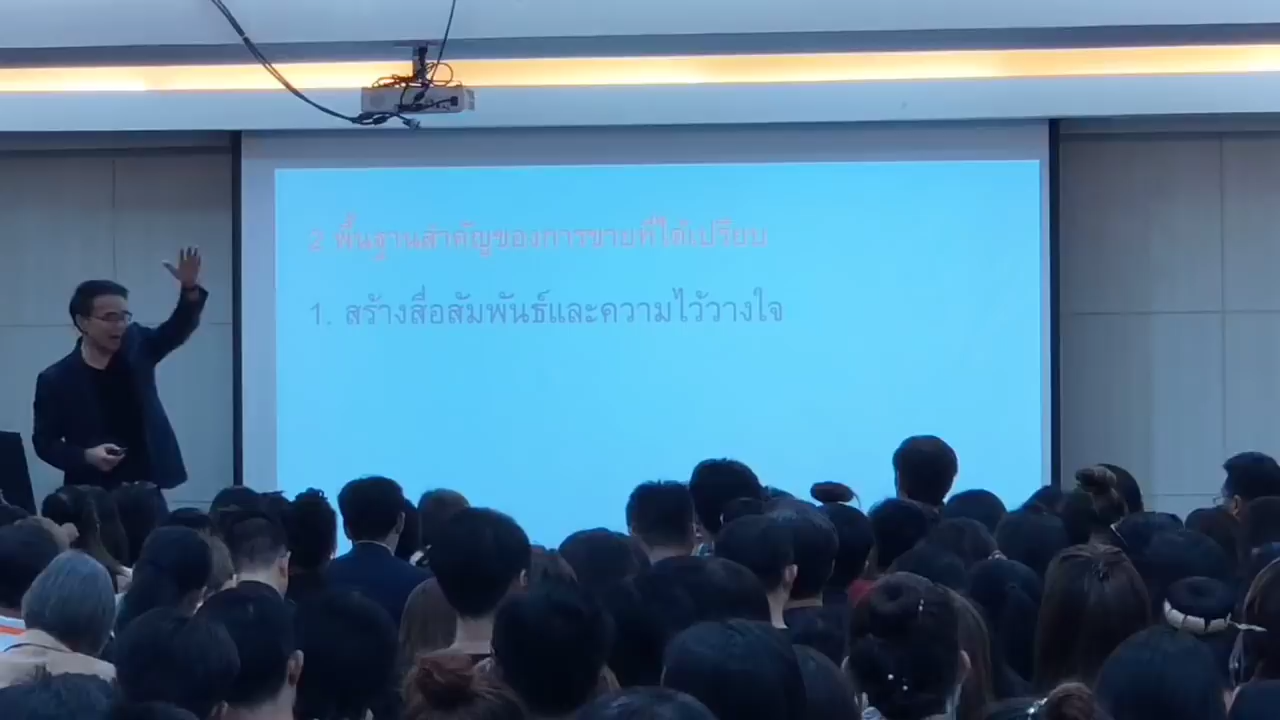 2 พื้นฐานสำคัญของการขายที่ได้เปรียบ
1. สร้างสื่อสัมพันธ์และความไว้วางใจ